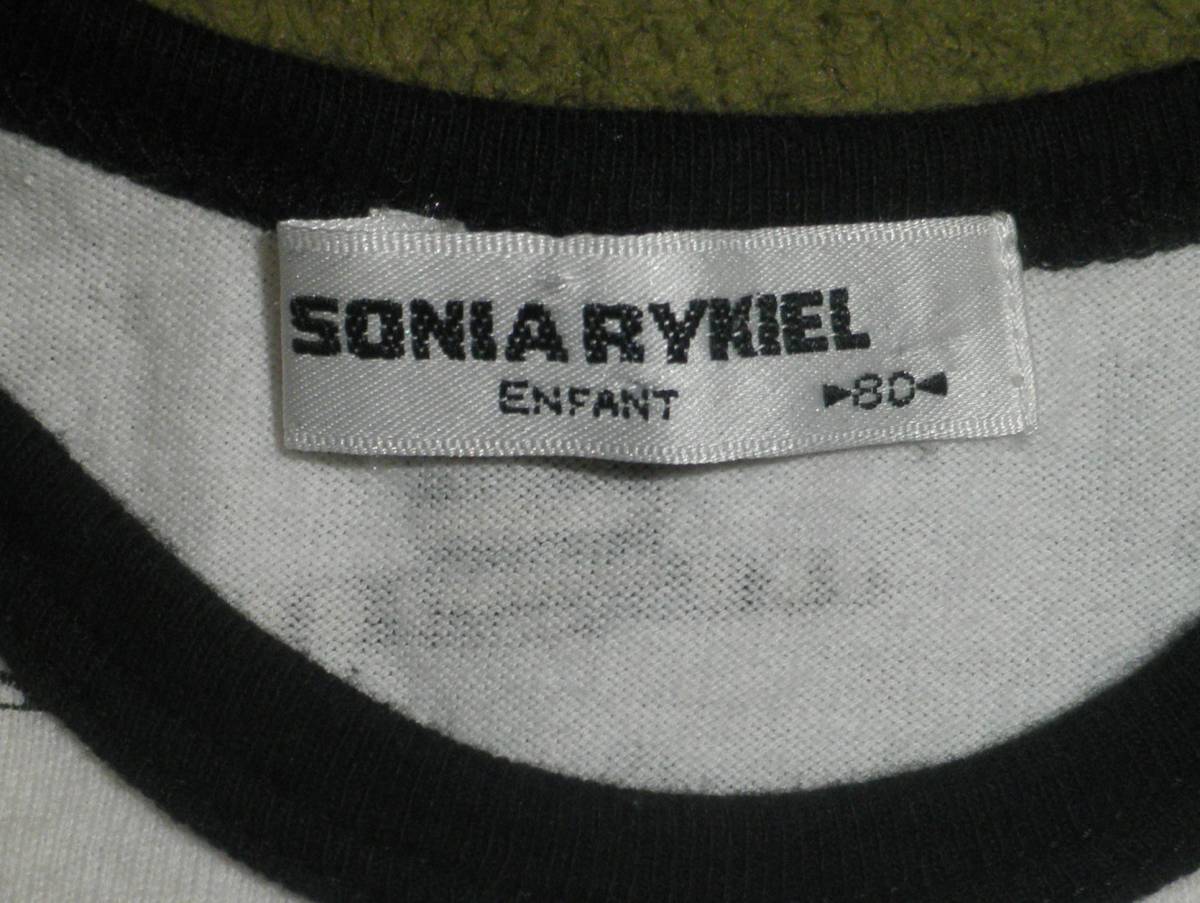 SONIA RYKIEL
ENFANT
▶80◀